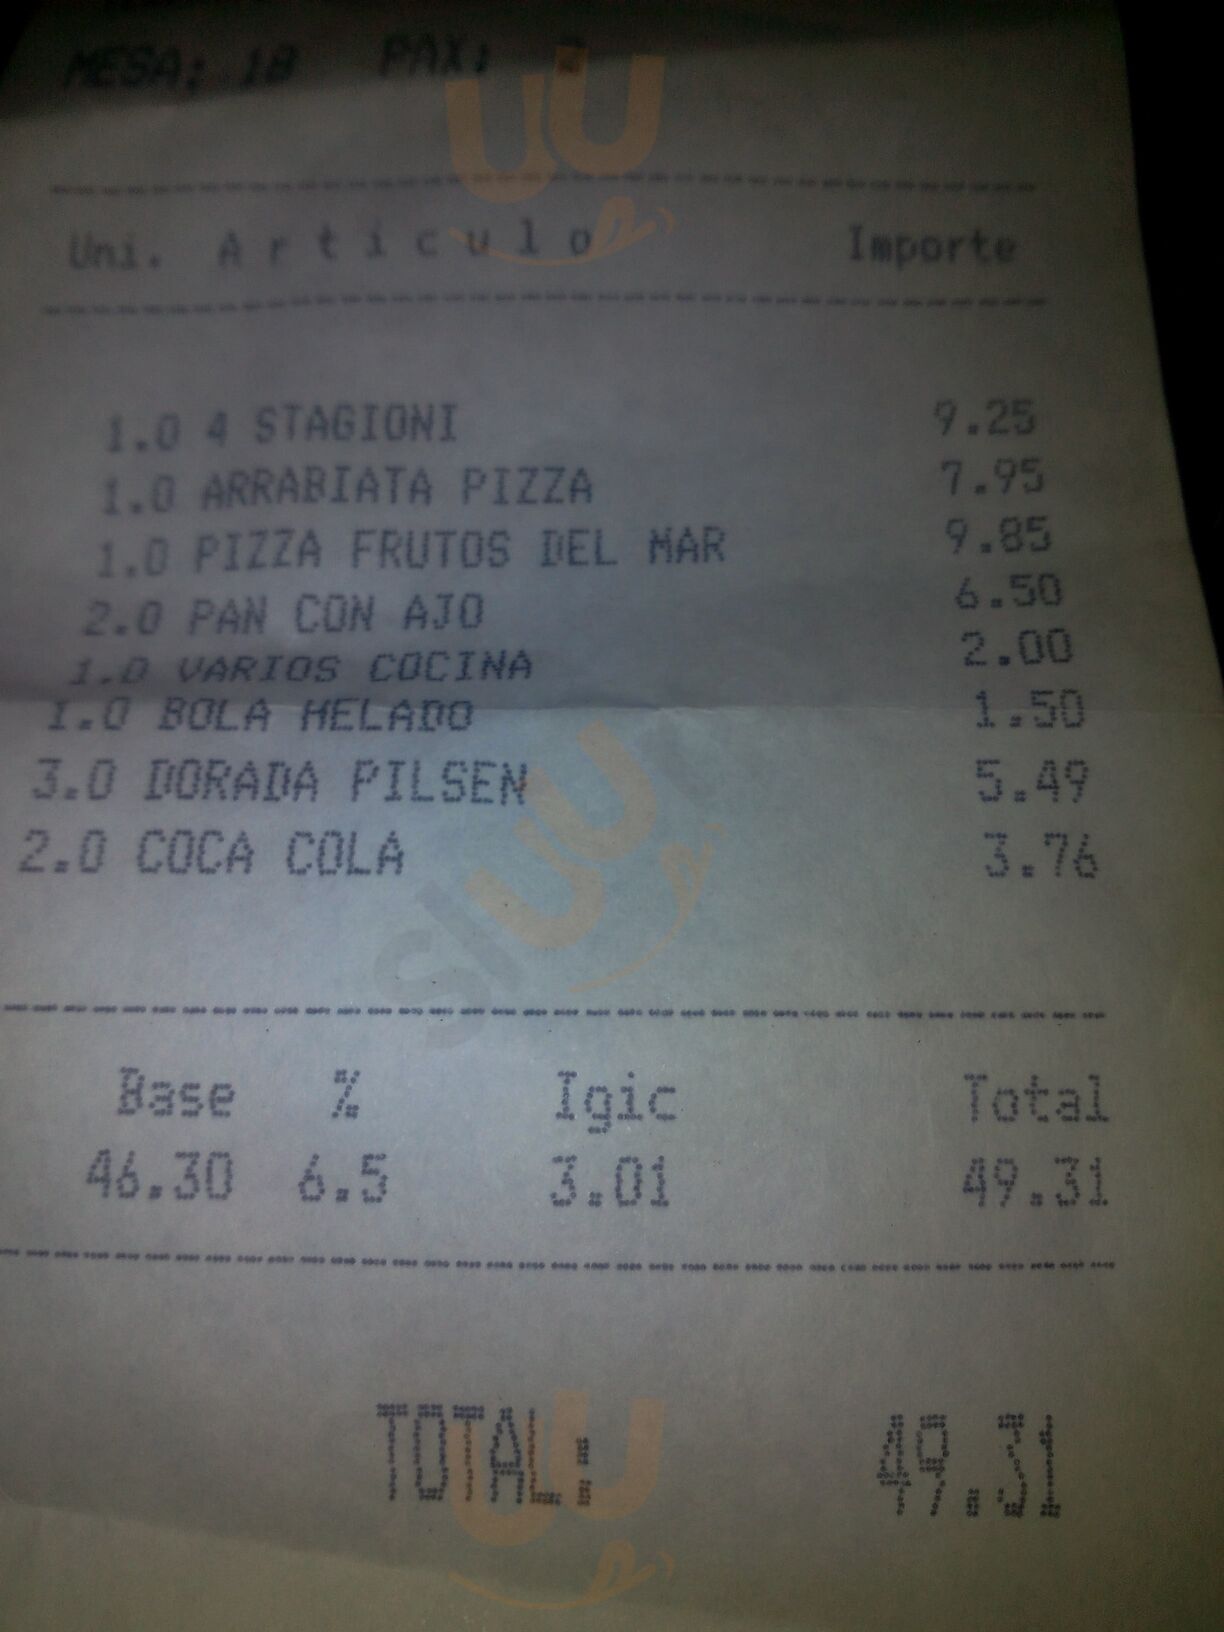 MESA: 18 PAX:
Uni. Articulo Importe
1.0 4 STAGIONI 9.25
1.0 ARRABIATA PIZZA 7.95
1.0 PIZZA FRUTOS DEL MAR 9.85
2.0 PAN CON AJO 6.50
1.0 VARIOS COCINA 2.00
1.0 BOLA HELADO 1.50
3.0 DORADA PILSEN 5.49
2.0 COCA COLA 3.76
Base % Igic Total
46.30 6.5 3.01 49.31
TOTAL: 49.31